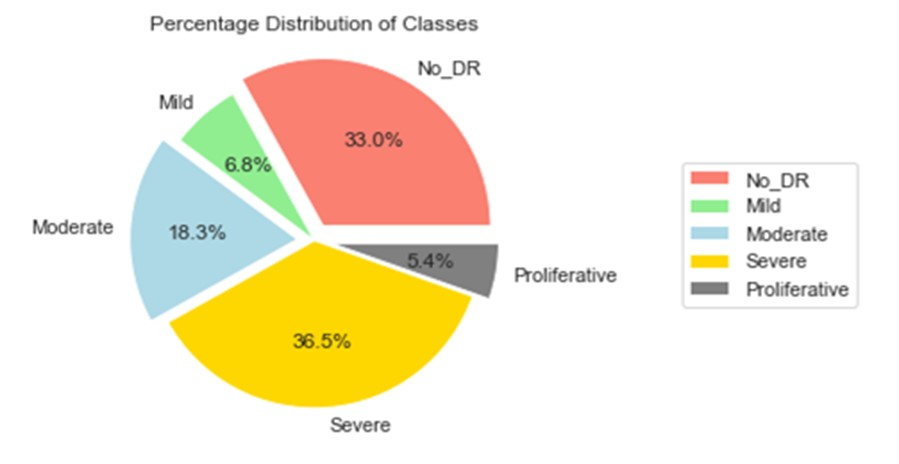 Percentage Distribution of Classes
No_DR
33.0%
Mild
6.8%
Moderate
18.3%
Severe
36.5%
Proliferative
5.4%
No_DR
Mild
Moderate
Severe
Proliferative